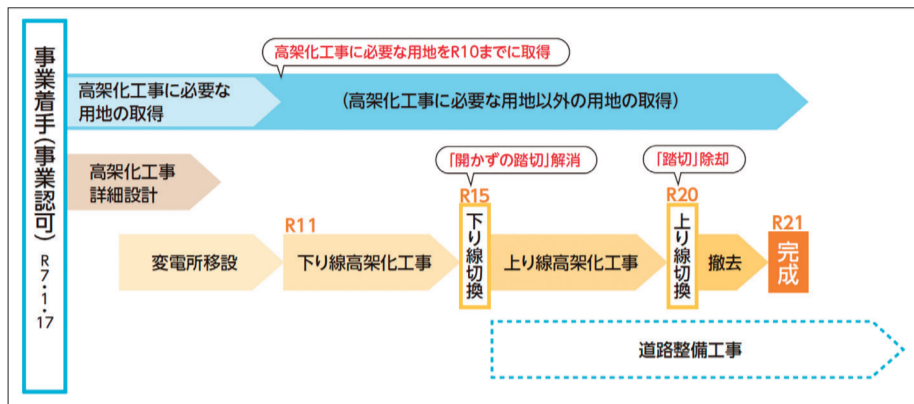 事業着手(事業認可)
R7・1・17
高架化工事に必要な用地をR10までに取得
高架化工事に必要な
用地の取得
(高架化工事に必要な用地以外の用地の取得)
高架化工事
詳細設計
「開かずの踏切」解消
「踏切」除却
変電所移設
R11
下り線高架化工事
R15
下り線切換
上り線高架化工事
R20
上り線切換
撤去
R21
完成
道路整備工事